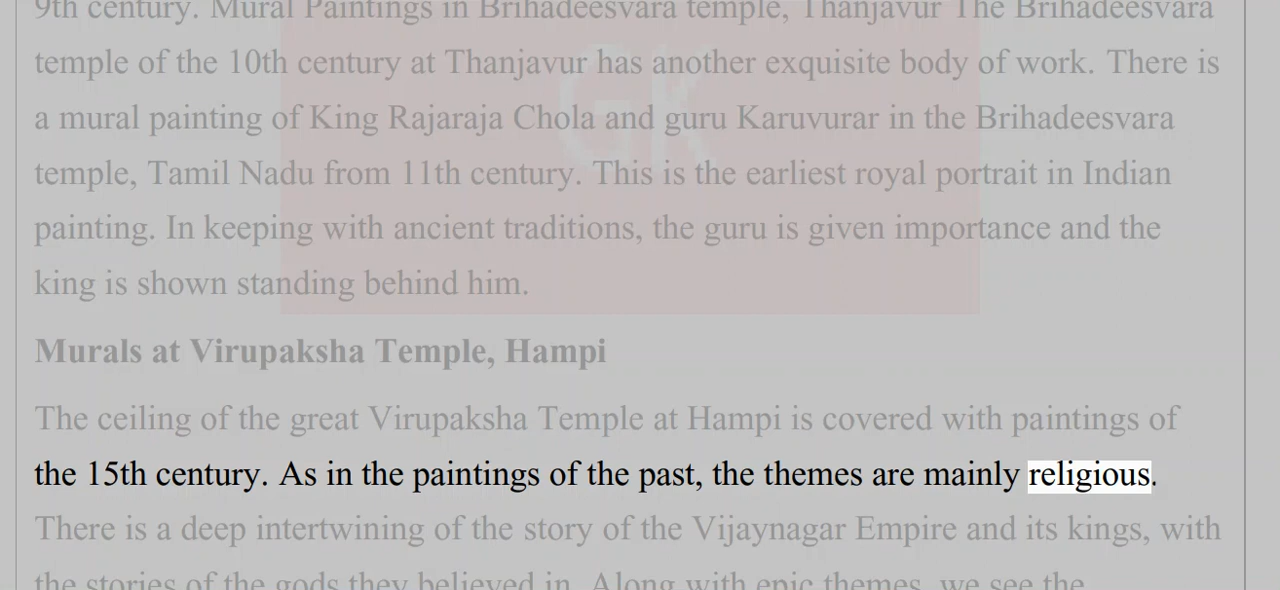 9th century. Mural Paintings in Brihadeesvara temple, Thanjavur The Brihadeesvara
temple of the 10th century at Thanjavur has another exquisite body of work. There is
a mural painting of King Rajaraja Chola and guru Karuvurar in the Brihadeesvara
temple, Tamil Nadu from 11th century. This is the earliest royal portrait in Indian
painting. In keeping with ancient traditions, the guru is given importance and the
king is shown standing behind him.
GK
Murals at Virupaksha Temple, Hampi
The ceiling of the great Virupaksha Temple at Hampi is covered with paintings of
the 15th century. As in the paintings of the past, the themes are mainly religious.
There is a deep intertwining of the story of the Vijaynagar Empire and its kings, with
the stories of the gods they believed in. Along with epic themes, we see the